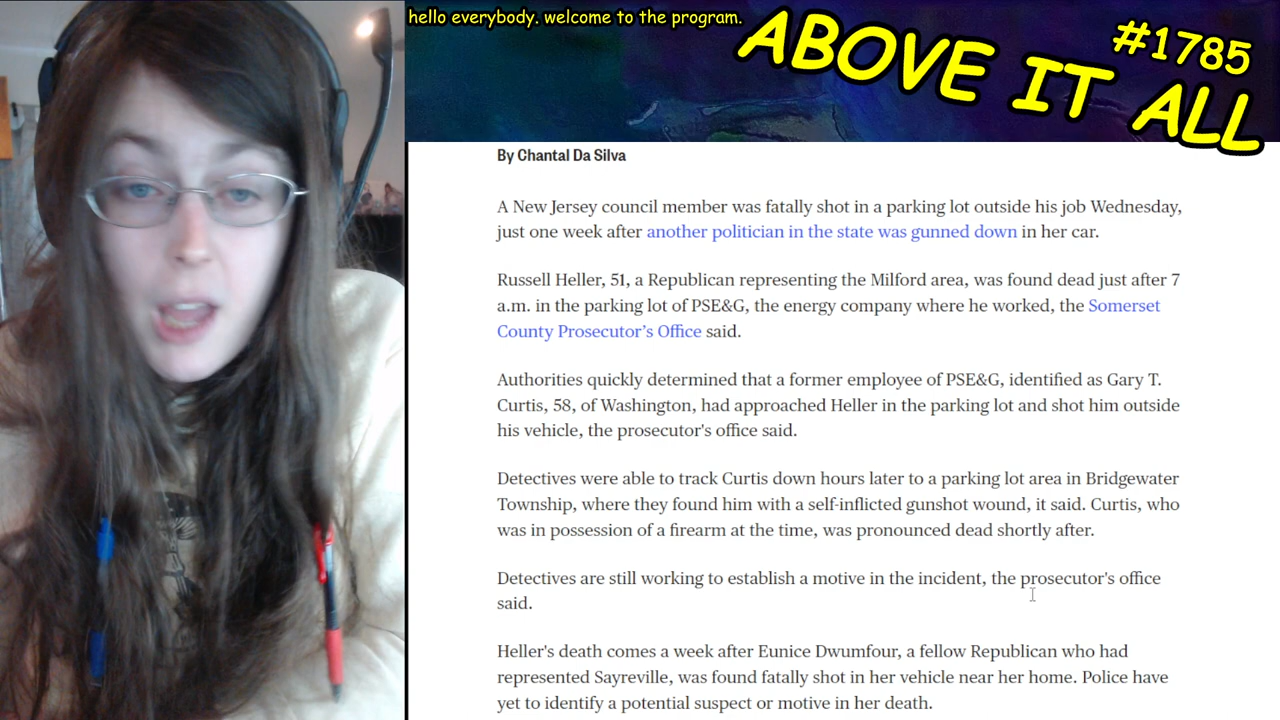 hello everybody. welcome to the program.
ABOVE IT ALL
#1785
By Chantal Da Silva
A New Jersey council member was fatally shot in a parking lot outside his job Wednesday,
just one week after another politician in the state was gunned down in her car.
Russell Heller, 51, a Republican representing the Milford area, was found dead just after 7
a.m. in the parking lot of PSE&G, the energy company where he worked, the Somerset
County Prosecutor’s Office said.
Authorities quickly determined that a former employee of PSE&G, identified as Gary T.
Curtis, 58, of Washington, had approached Heller in the parking lot and shot him outside
his vehicle, the prosecutor's office said.
Detectives were able to track Curtis down hours later to a parking lot area in Bridgewater
Township, where they found him with a self-inflicted gunshot wound, it said. Curtis, who
was in possession of a firearm at the time, was pronounced dead shortly after.
Detectives are still working to establish a motive in the incident, the prosecutor's office
said.
Heller's death comes a week after Eunice Dwumfour, a fellow Republican who had
represented Sayreville, was found fatally shot in her vehicle near her home. Police have
yet to identify a potential suspect or motive in her death.